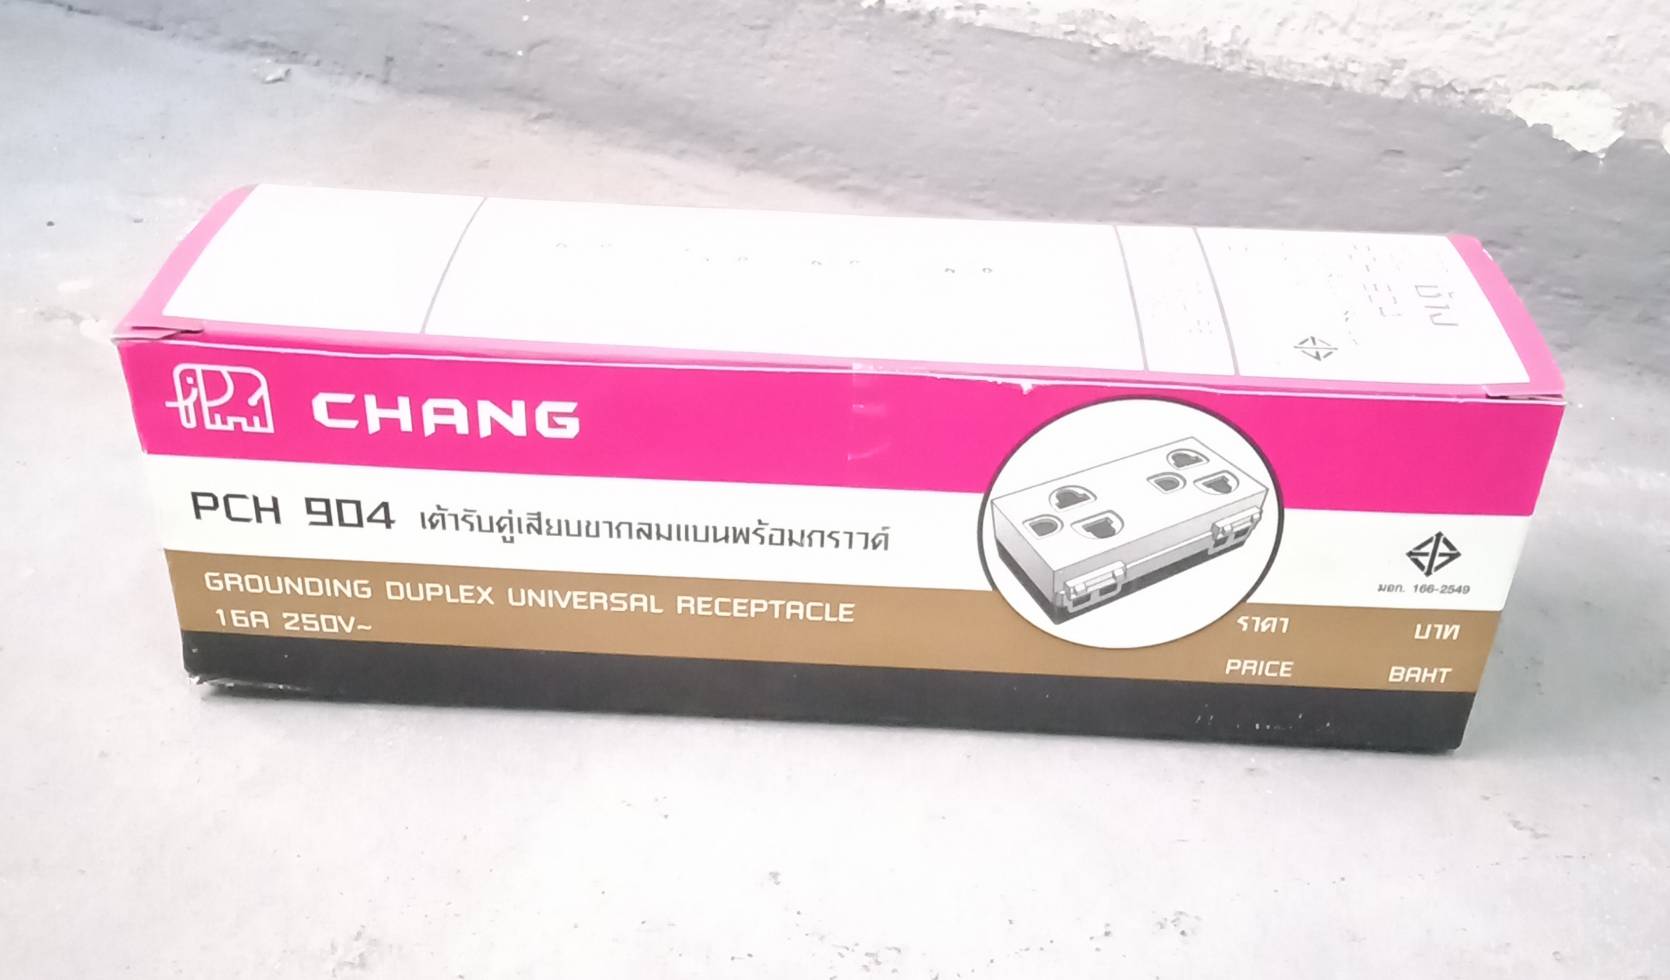 CHANG
PCH 904 เต้ารับคู่เสียบขากลมแบนพร้อมกราวด์
GROUNDING DUPLEX UNIVERSAL RECEPTACLE
16A 250V~
มอก. 166-2549
ราคา บาท
PRICE BAHT